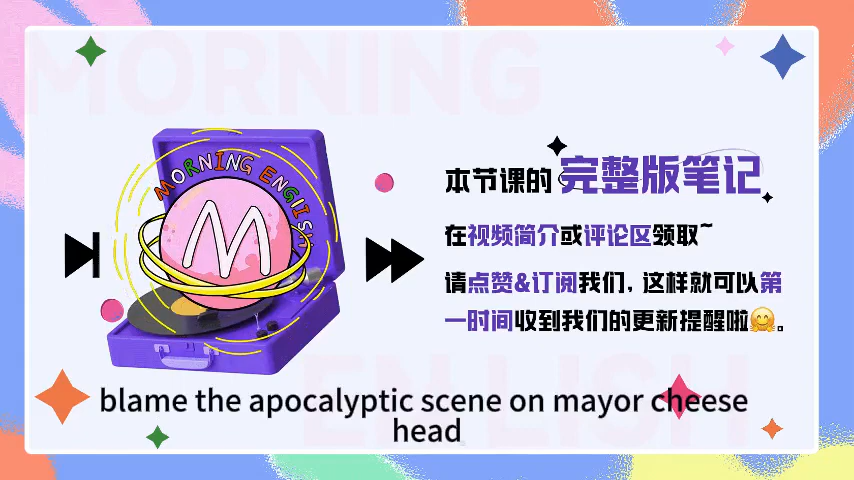 MORNING
MORNING ENGLISH
M
本节课的 完整版笔记
在视频简介或评论区领取~
请点赞&订阅我们，这样就可以第
一时间收到我们的更新提醒啦🤗。
EN LISH
blame the apocalyptic scene on mayor cheese
head